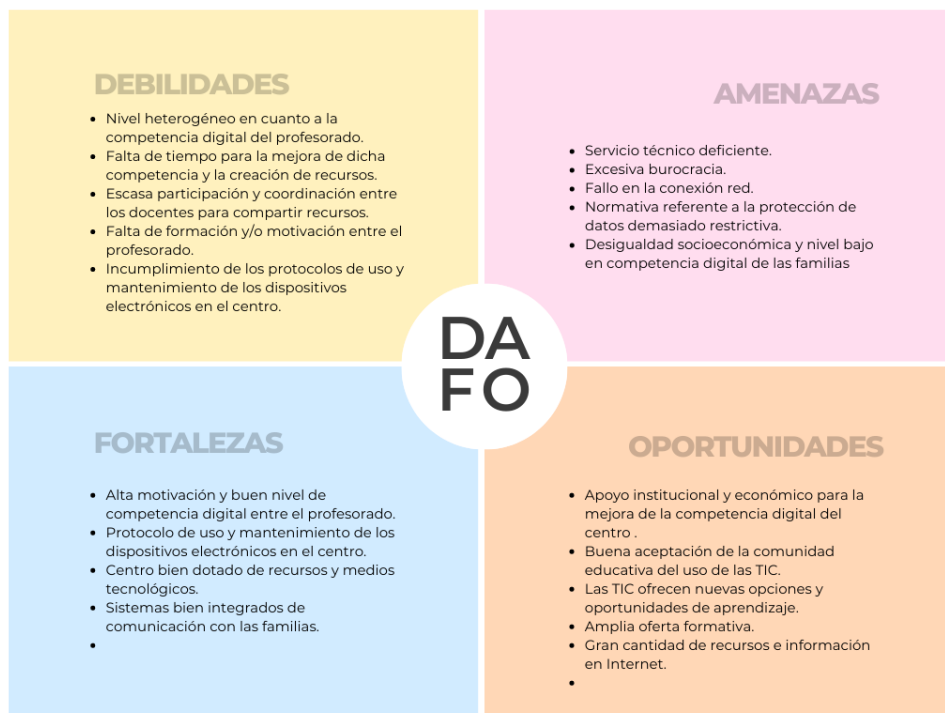 DEBILIDADES
• Nivel heterogéneo en cuanto a la
competencia digital del profesorado.
• Falta de tiempo para la mejora de dicha
competencia y la creación de recursos.
• Escasa participación y coordinación entre
los docentes para compartir recursos.
• Falta de formación y/o motivación entre el
profesorado.
• Incumplimiento de los protocolos de uso y
mantenimiento de los dispositivos
electrónicos en el centro.
AMENAZAS
• Servicio técnico deficiente.
• Excesiva burocracia.
• Fallo en la conexión red.
• Normativa referente a la protección de
datos demasiado restrictiva.
• Desigualdad socioeconómica y nivel bajo
en competencia digital de las familias
DA
FO
FORTALEZAS
• Alta motivación y buen nivel de
competencia digital entre el profesorado.
• Protocolo de uso y mantenimiento de los
dispositivos electrónicos en el centro.
• Centro bien dotado de recursos y medios
tecnológicos.
• Sistemas bien integrados de
comunicación con las familias.
•
OPORTUNIDADES
• Apoyo institucional y económico para la
mejora de la competencia digital del
centro .
• Buena aceptación de la comunidad
educativa del uso de las TIC.
• Las TIC ofrecen nuevas opciones y
oportunidades de aprendizaje.
• Amplia oferta formativa.
• Gran cantidad de recursos e información
en Internet.
•